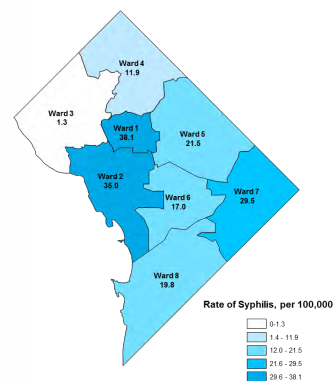 Ward 4
11.9
Ward 3
1.3
Ward 1
38.1
Ward 5
21.5
Ward 2
35.0
Ward 7
29.5
Ward 6
17.0
Ward 8
19.8
Rate of Syphilis, per 100,000
0-1.3
1.4 - 11.9
12.0 - 21.5
21.6 - 29.5
29.6 - 38.1